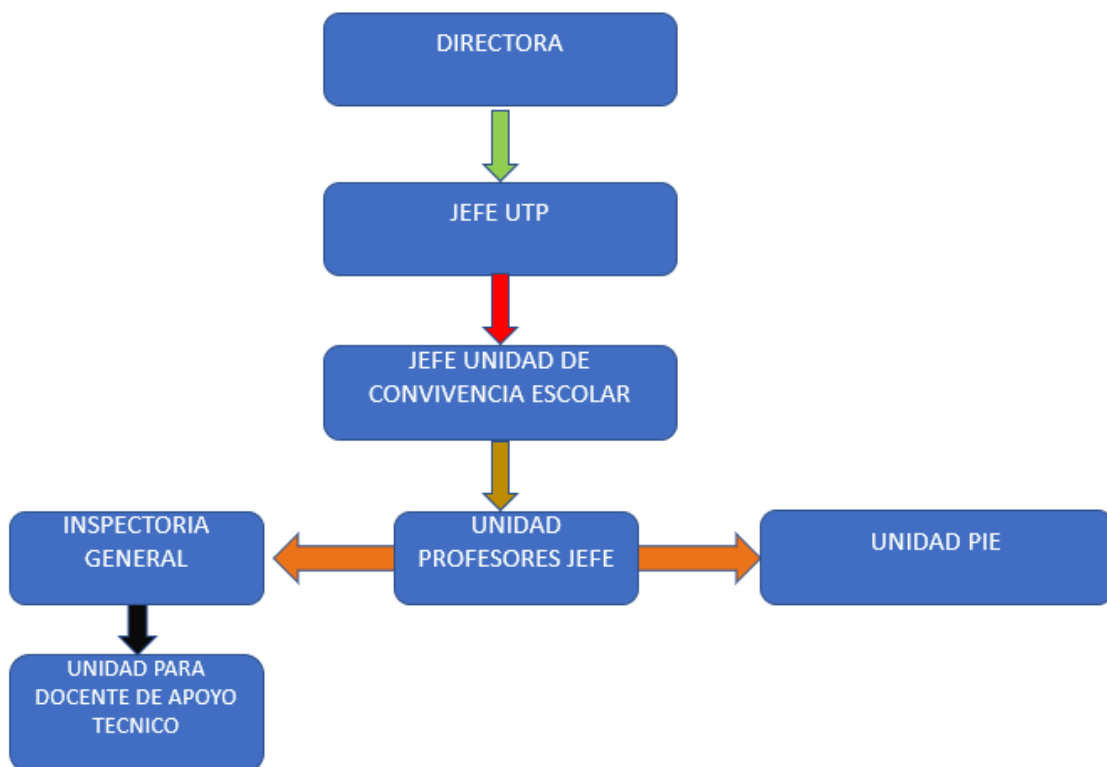 DIRECTORA
JEFE UTP
JEFE UNIDAD DE
CONVIVENCIA ESCOLAR
INSPECTORIA
GENERAL
UNIDAD
PROFESORES JEFE
UNIDAD PIE
UNIDAD PARA
DOCENTE DE APOYO
TECNICO